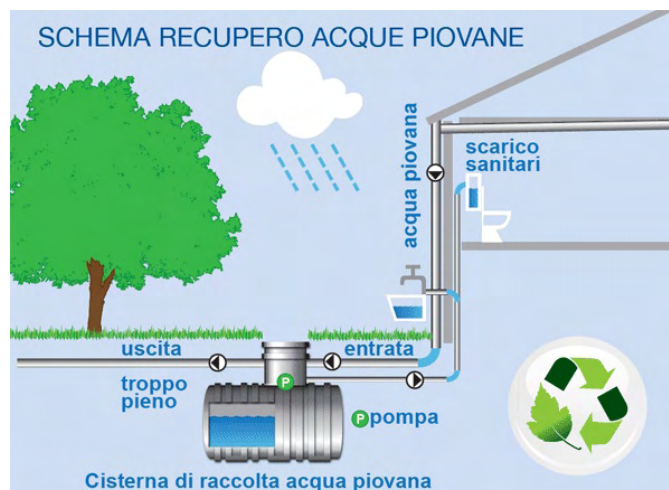 SCHEMA RECUPERO ACQUE PIOVANE
acqua piovana
scarico
sanitari
uscita
entrata
troppo
pieno
P
P pompa
Cisterna di raccolta acqua piovana